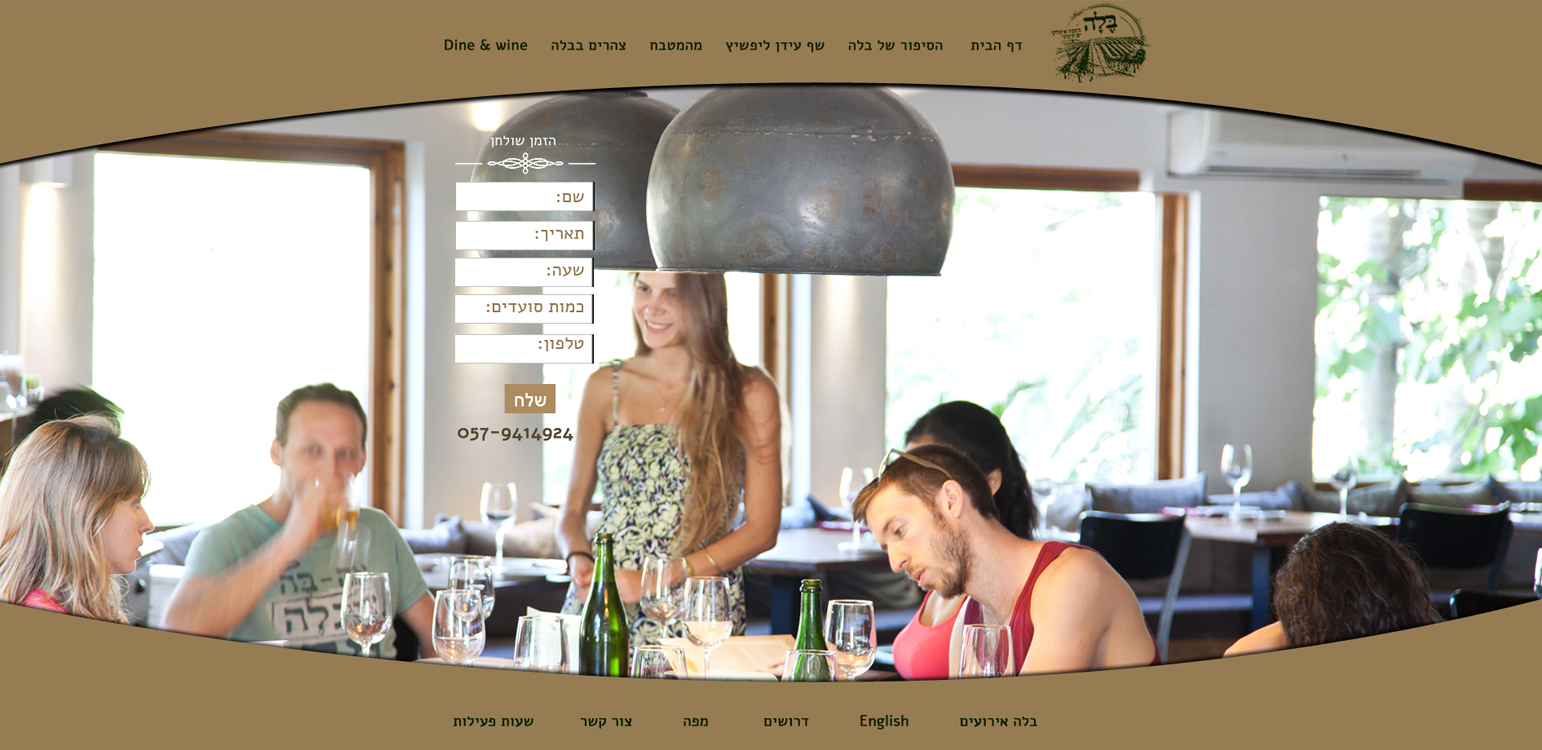 בֶּלָה
דף הבית הסיפור של בלה שף עידן ליפשיץ מהמטבח צהרים בבלה Dine & wine
הזמן שולחן
שם:
תאריך:
שעה:
כמות סועדים:
טלפון:
שלח
057-9414924
בלה אירועים English דרושים מפה צור קשר שעות פעילות